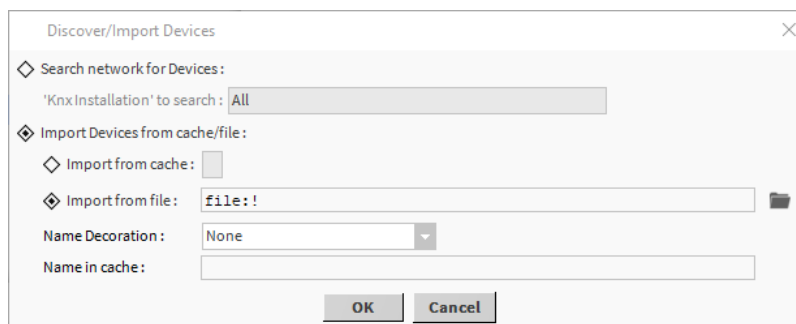 Discover/Import Devices
Search network for Devices :
'Knx Installation' to search : All
Import Devices from cache/file :
Import from cache :
Import from file : file:!
Name Decoration : None
Name in cache :
OK Cancel